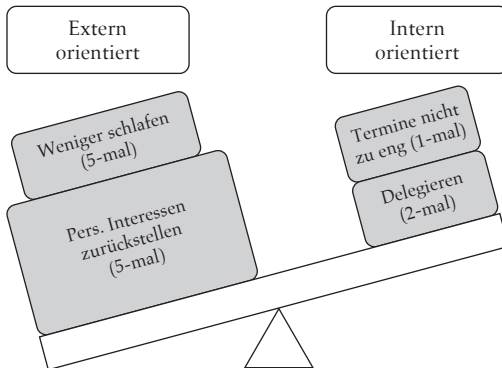 Extern
orientiert
Intern
orientiert
Weniger schlafen
(5-mal)
Pers. Interessen
zurückstellen
(5-mal)
Termine nicht
zu eng (1-mal)
Delegieren
(2-mal)